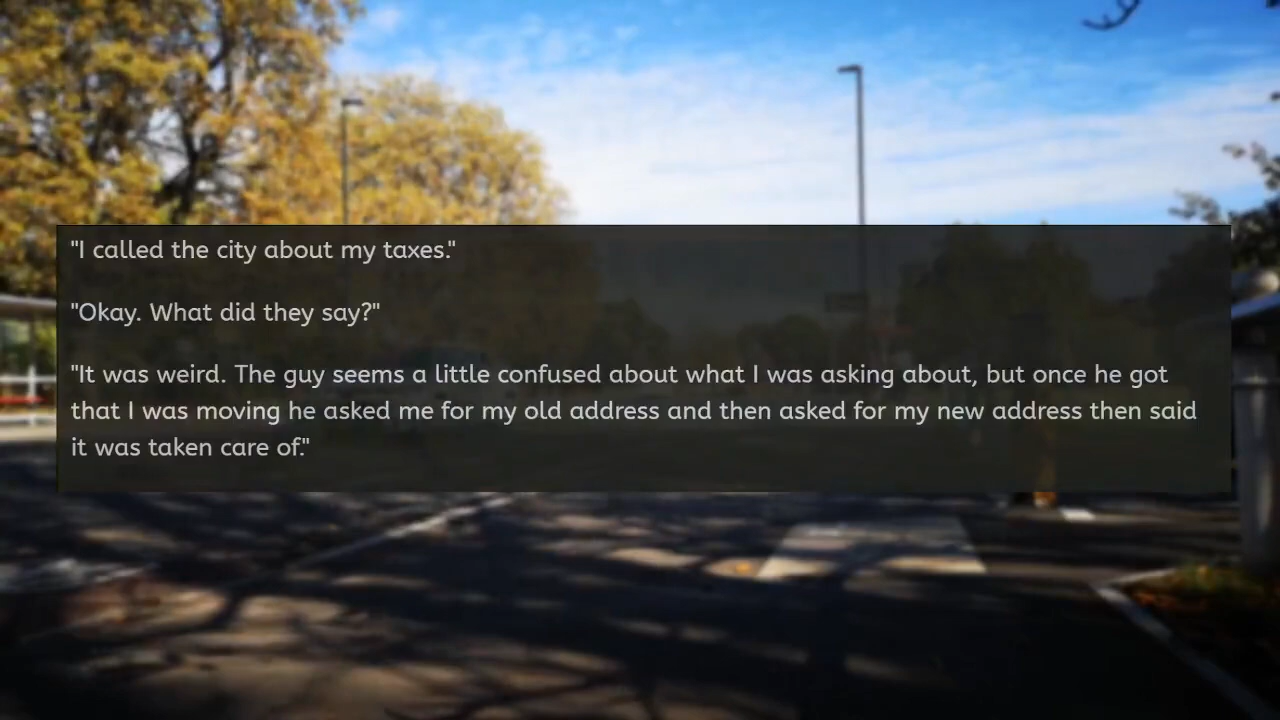 "I called the city about my taxes."
"Okay. What did they say?"
"It was weird. The guy seems a little confused about what I was asking about, but once he got
that I was moving he asked me for my old address and then asked for my new address then said
it was taken care of."